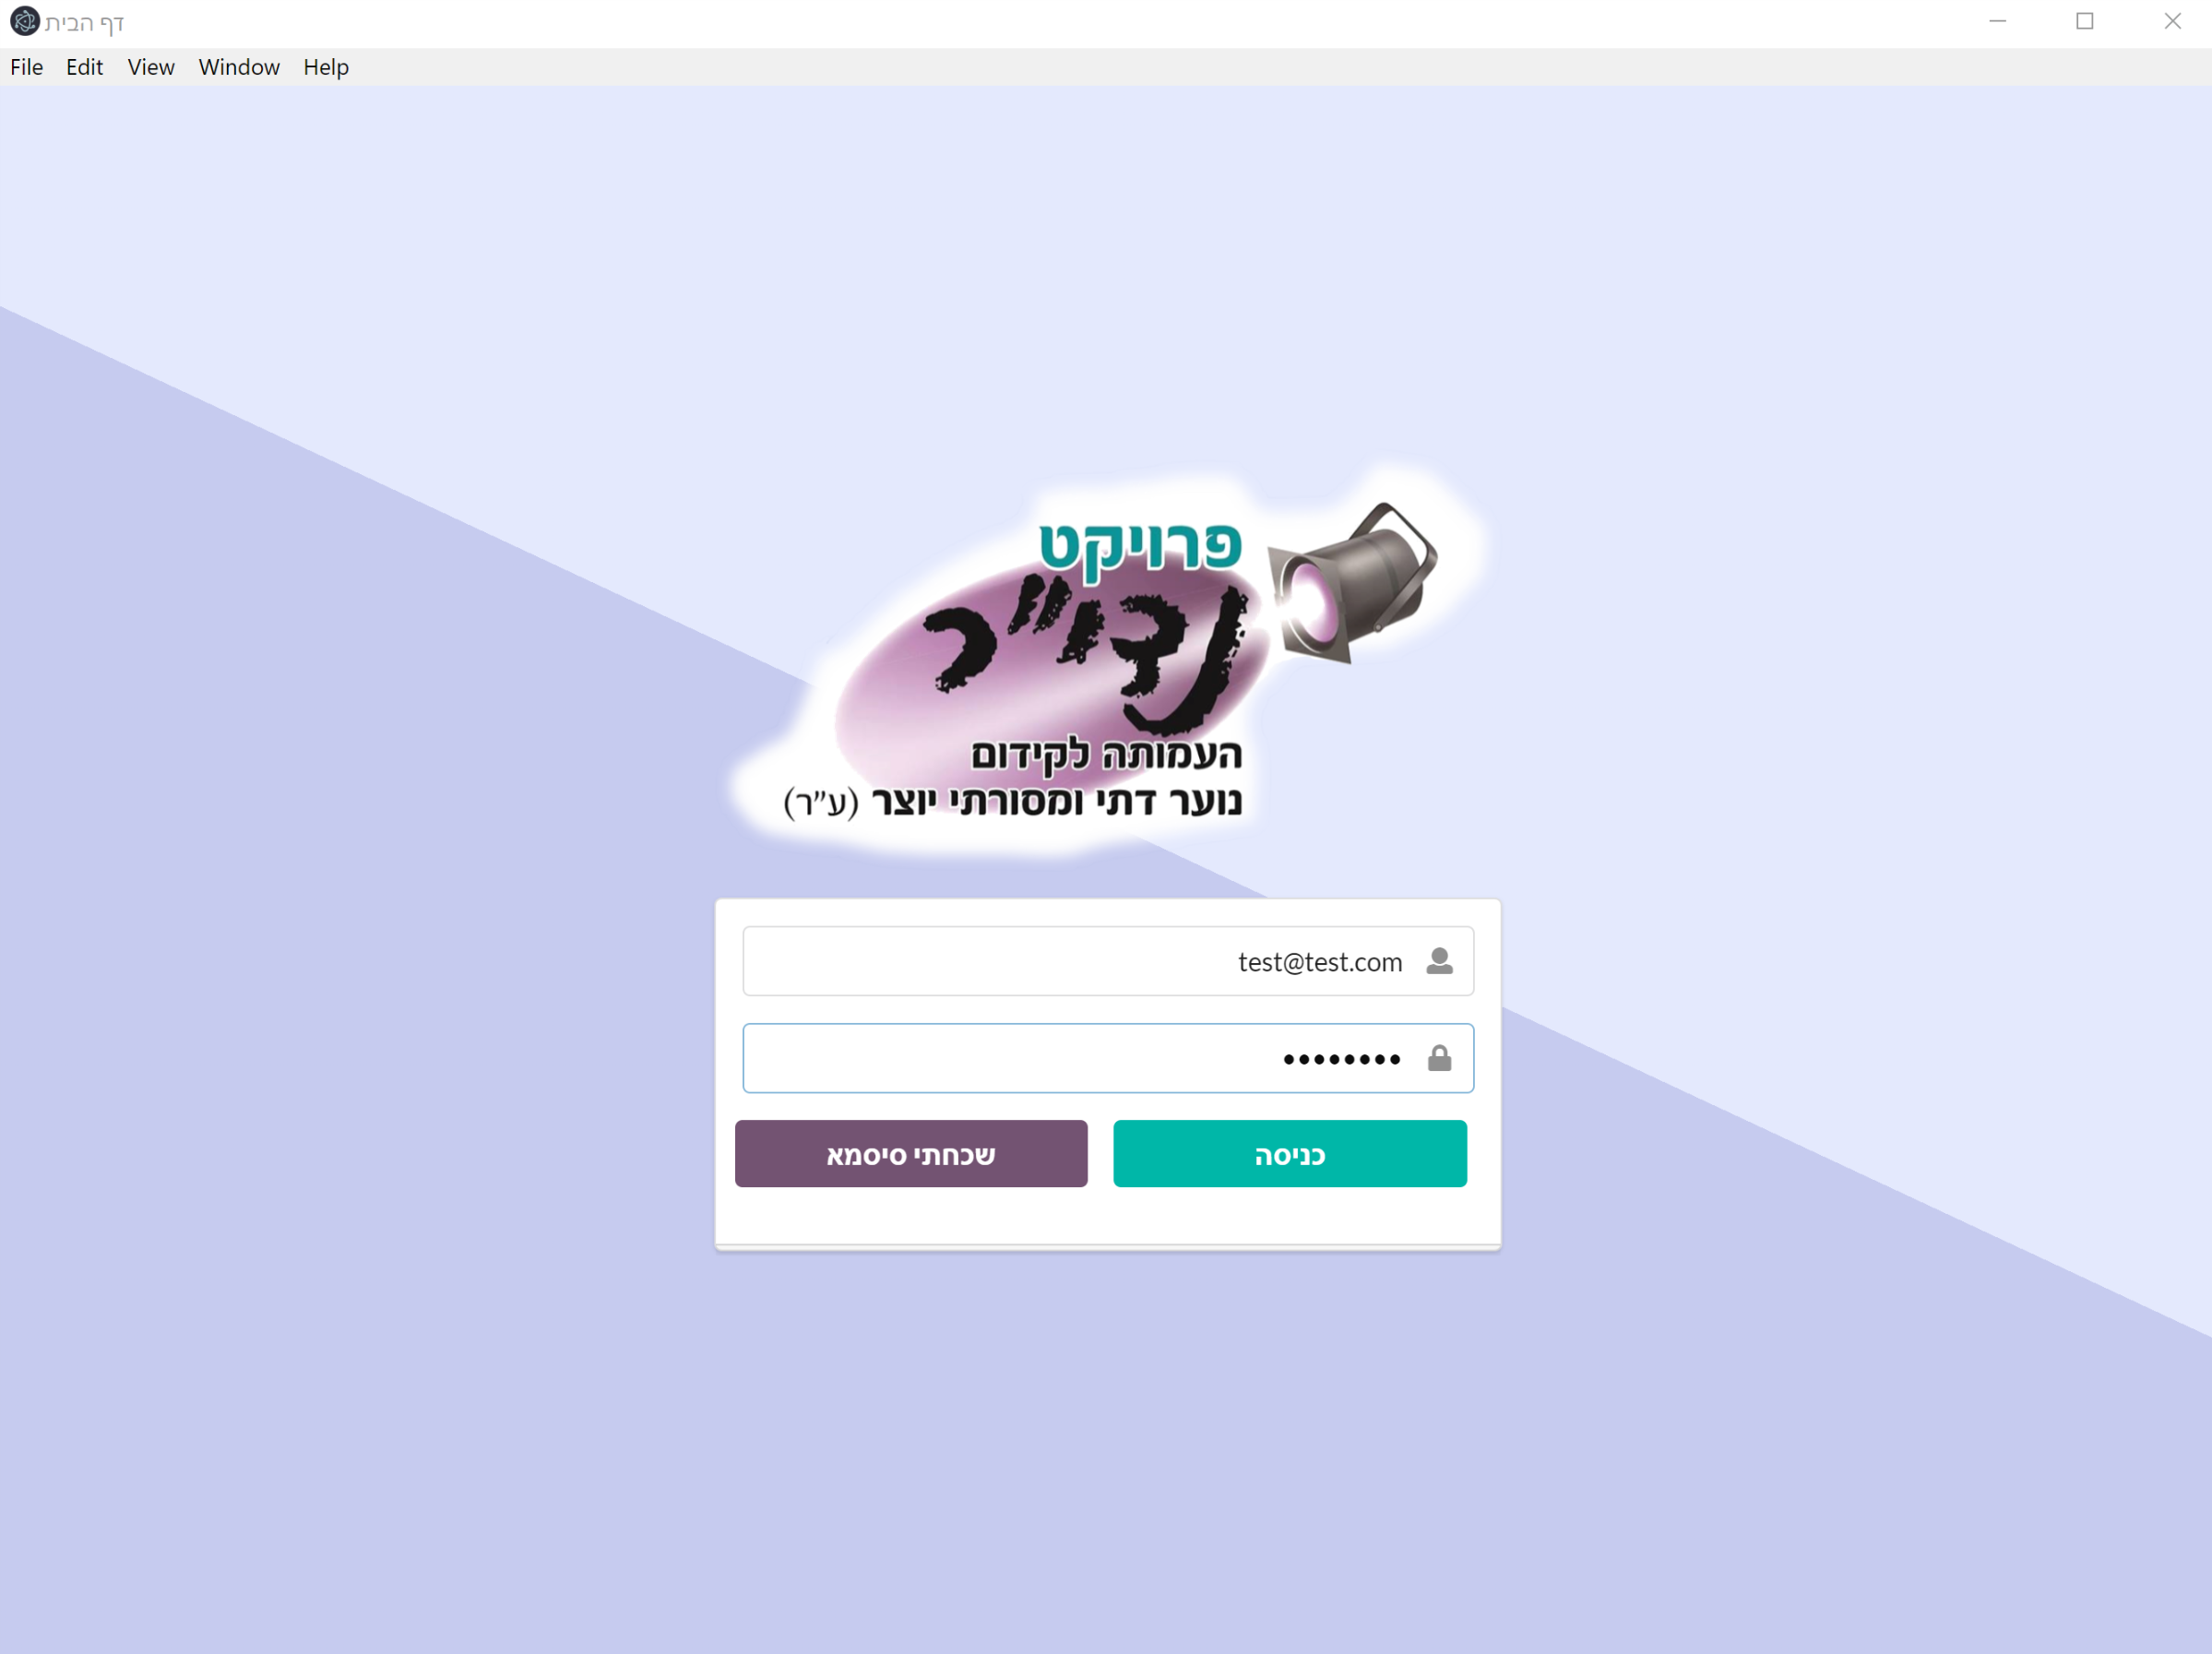 דף הבית
File Edit View Window Help
פרויקט
נדי״ר
העמותה לקידום
נוער דתי ומסורתי יוצר (ע״ר)
test@test.com
••••••••
כניסה
שכחתי סיסמא